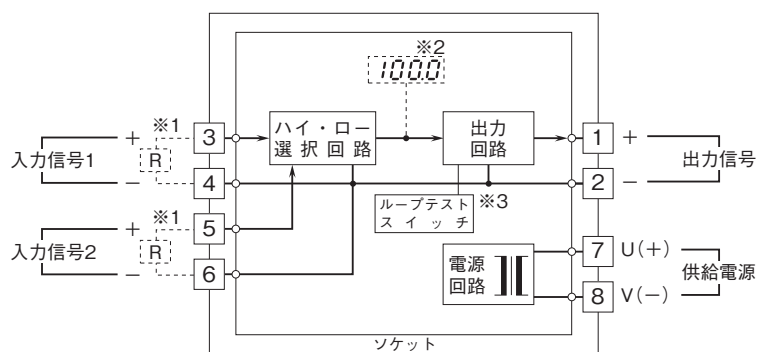 ※2
100.0
入力信号1
+
※1
R
−
3
4
ハイ・ロー
選択回路
出力
回路
1
2
+
−
出力信号
ループテスト
スイッチ
※3
入力信号2
+
※1
R
−
5
6
電源
回路
7
8
U(+)
V(−)
供給電源
ソケット